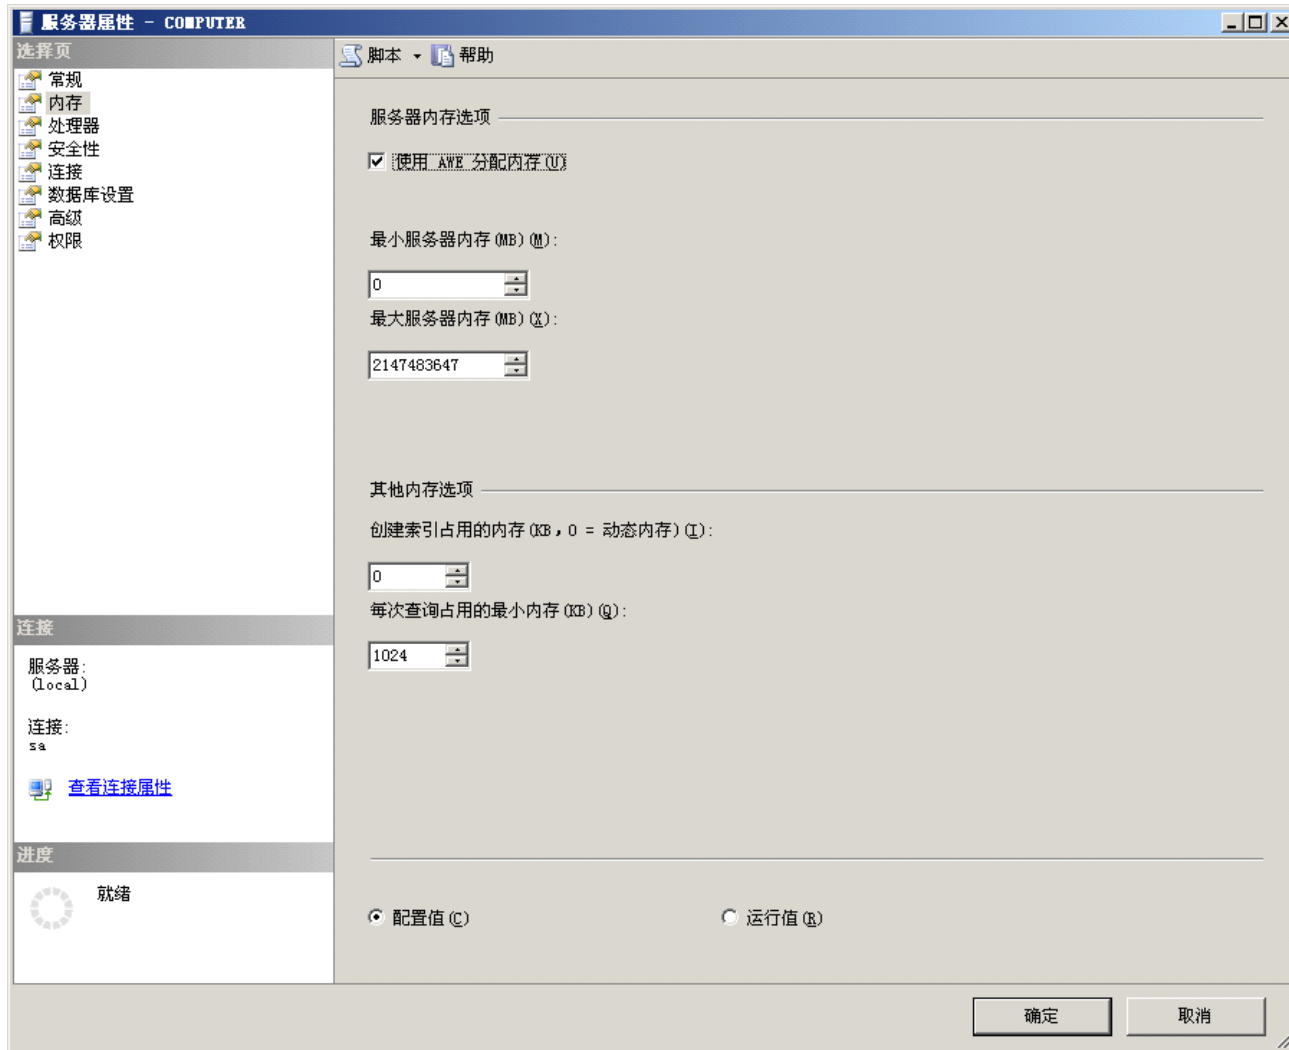 服务器属性 - COMPUTER
选择页
常规
内存
处理器
安全性
连接
数据库设置
高级
权限
脚本 帮助
服务器内存选项
使用 AWE 分配内存(U)
最小服务器内存(MB)(M):
0
最大服务器内存(MB)(X):
2147483647
其他内存选项
创建索引占用的内存(KB,0 = 动态内存)(I):
0
每次查询占用的最小内存(KB)(Q):
1024
连接
服务器:
(local)
连接:
sa
查看连接属性
进度
就绪
配置值(C) 运行值(R)
确定 取消